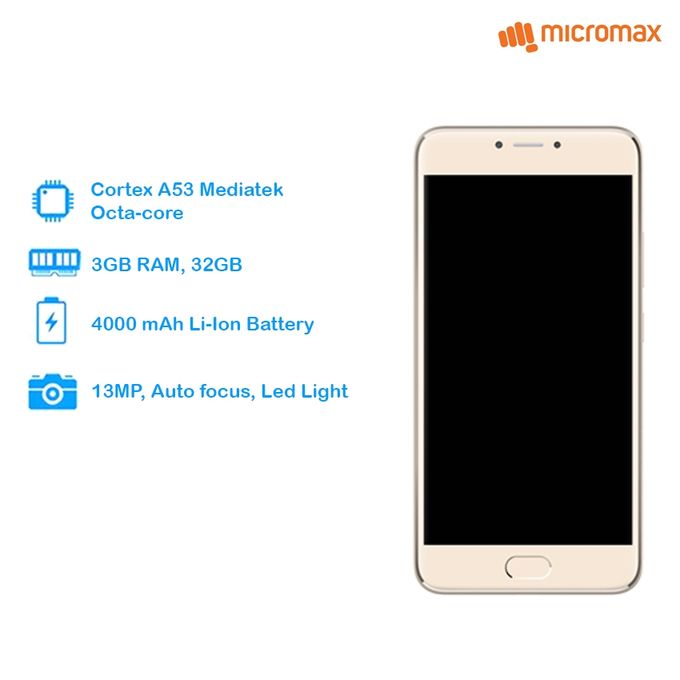 micromax
Cortex A53 Mediatek
Octa-core
3GB RAM, 32GB
4000 mAh Li-Ion Battery
13MP, Auto focus, Led Light